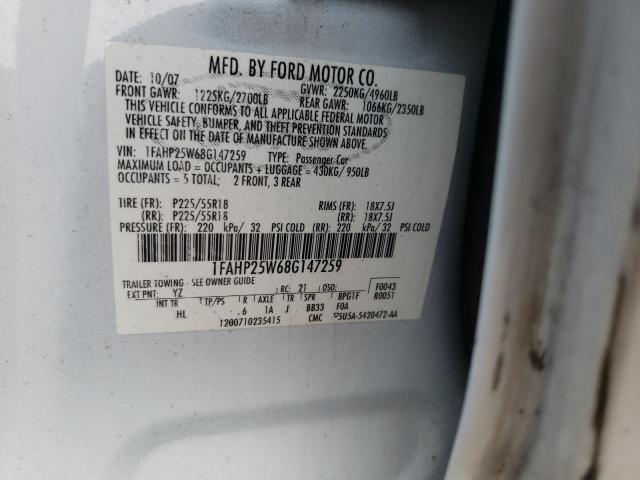 MFD. BY FORD MOTOR CO.
DATE: 10/07 GVWR: 2250KG/4960LB
FRONT GAWR: 1225KG/2700LB REAR GAWR: 1066KG/2350LB
THIS VEHICLE CONFORMS TO ALL APPLICABLE FEDERAL MOTOR
VEHICLE SAFETY, BUMPER, AND THEFT PREVENTION STANDARDS
IN EFFECT ON THE DATE OF MANUFACTURE SHOWN ABOVE.
VIN: 1FAHP25W68G147259 TYPE: Passenger Car
MAXIMUM LOAD = OCCUPANTS + LUGGAGE = 430KG/ 950LB
OCCUPANTS = 5 TOTAL; 2 FRONT, 3 REAR
TIRE (FR): P225/55R18 RIMS (FR): 18X7.5J
(RR): P225/55R18 (RR): 18X7.5J
PRESSURE (FR): 220 kPa/ 32 PSI COLD (RR): 220 kPa/ 32 PSI COLD
1FAHP25W68G147259
TRAILER TOWING - SEE OWNER GUIDE
EXT PNT: YZ RC: 21 DSO: F0043
INT TR TP/PS R AXLE TR SPR BPG1F R0051
HL .6 1A J BB33 F0A
1200710235415 CMC 5U5A-5420472-AA